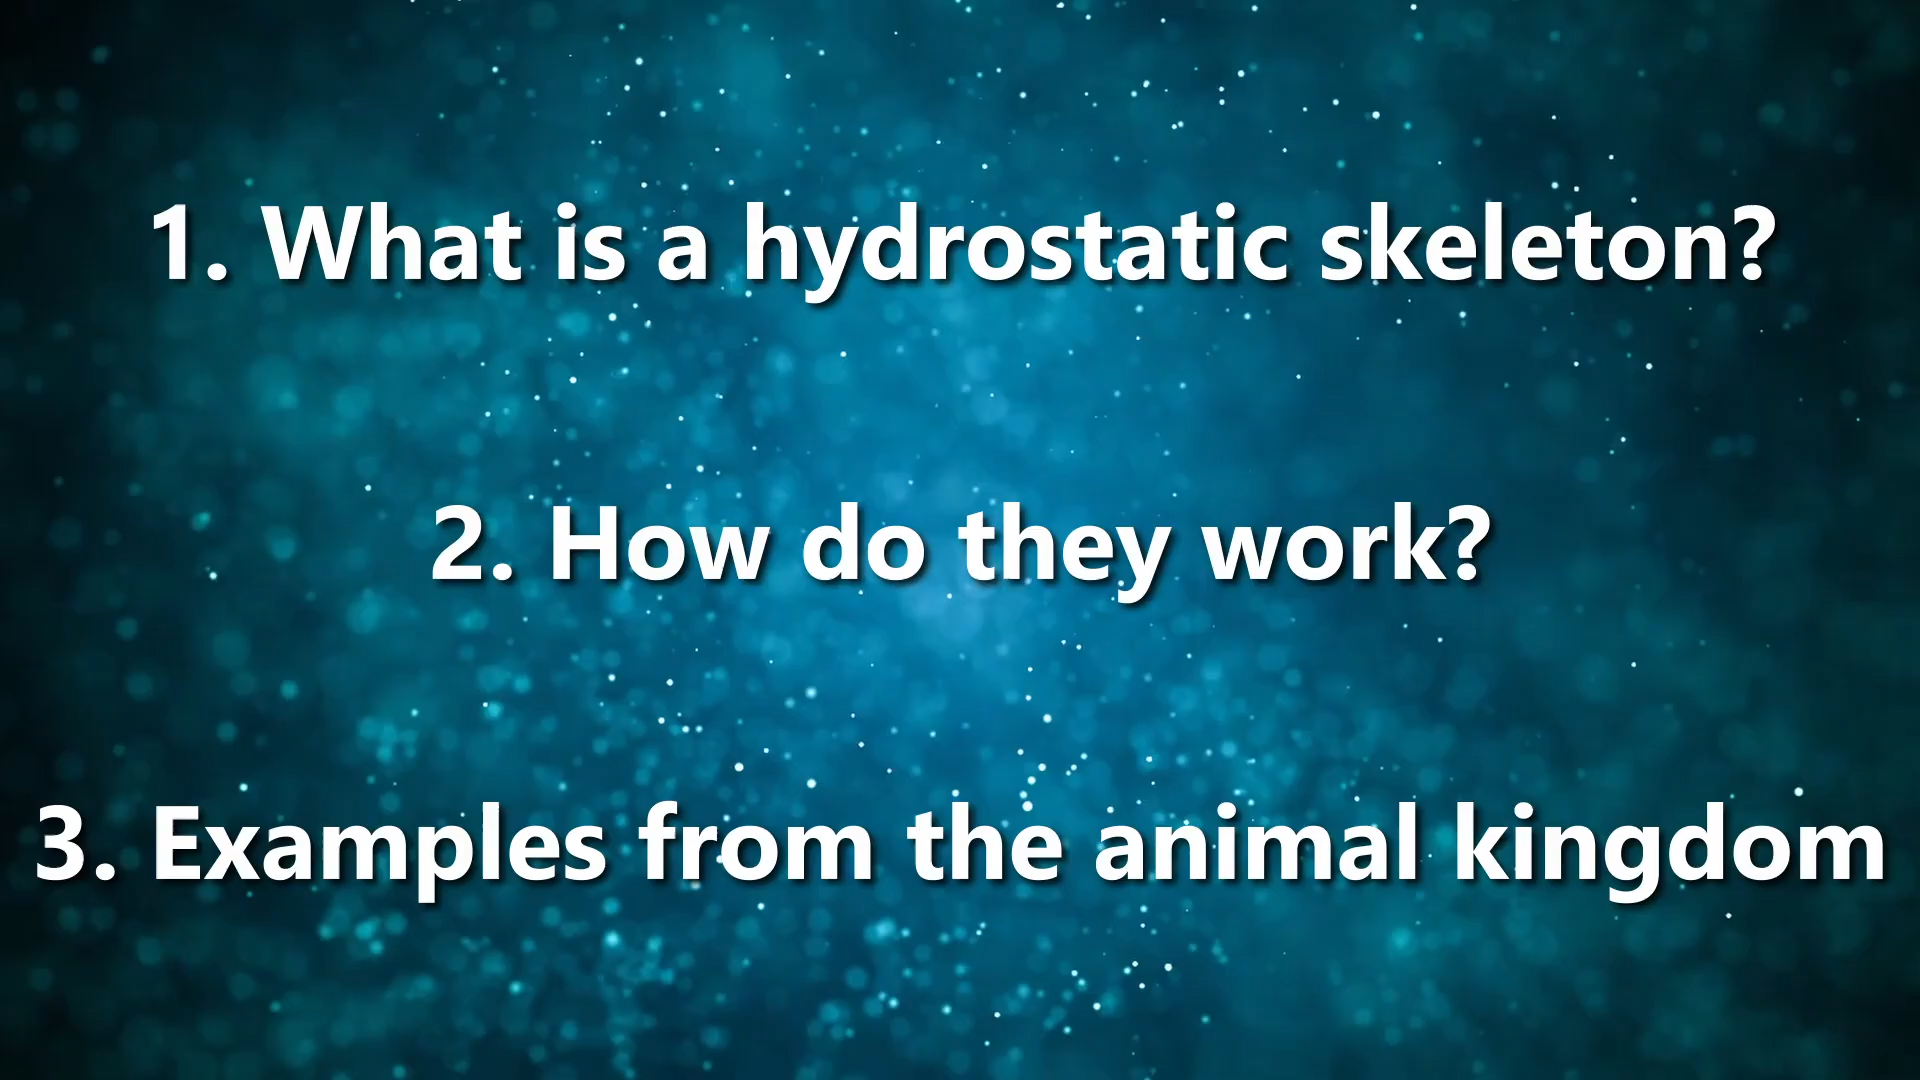 1. What is a hydrostatic skeleton?
2. How do they work?
3. Examples from the animal kingdom